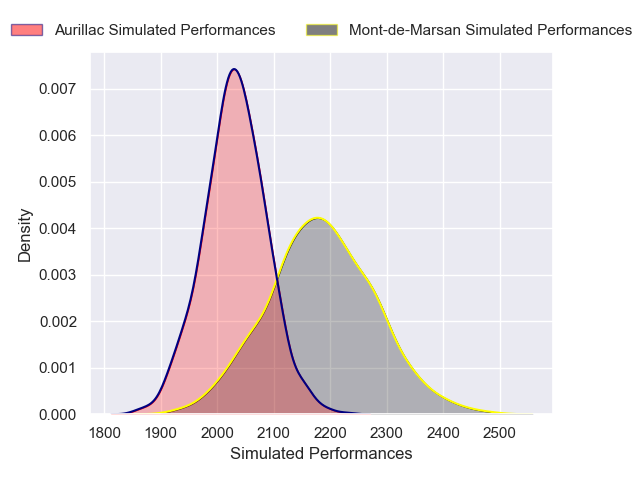 Aurillac Simulated Performances
Mont-de-Marsan Simulated Performances
0.007
0.006
0.005
0.004
0.003
0.002
0.001
0.000
Density
1800 1900 2000 2100 2200 2300 2400 2500
Simulated Performances